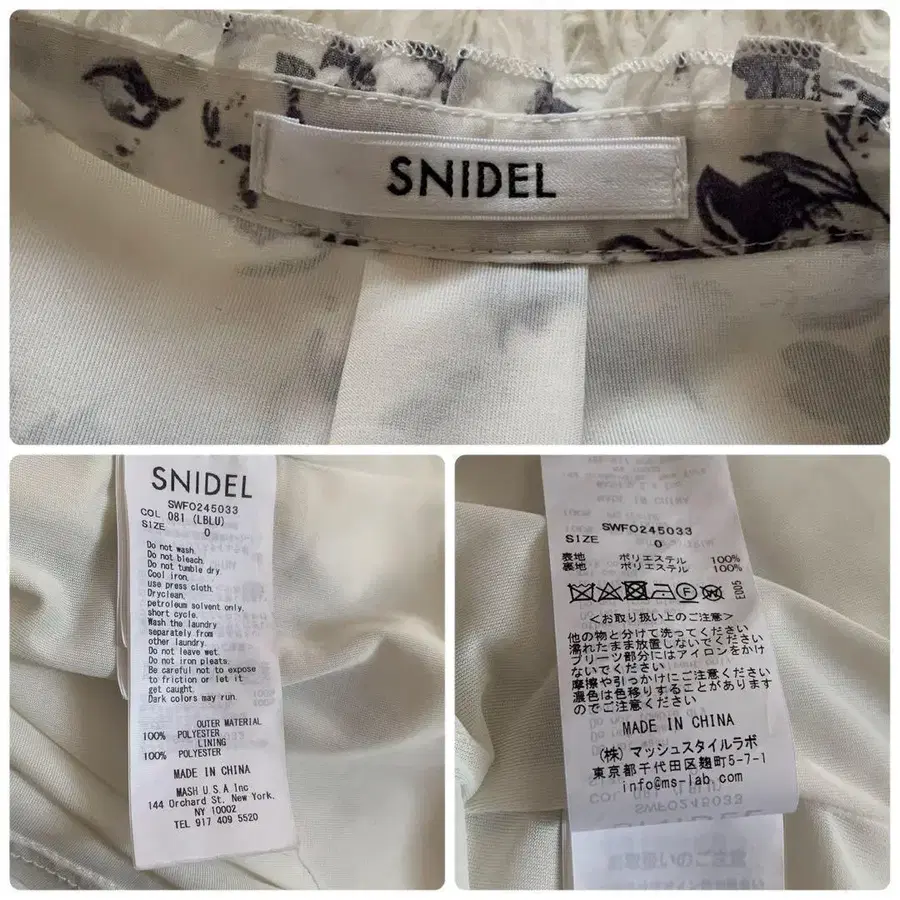 SNIDEL
SNIDEL
SWFO245033
COL 081 (LBLU)
SIZE 0
Do not wash.
Do not bleach.
Do not tumble dry
Cool iron.
use press cloth.
Dryclean,
petroleum solvent only,
short cycle.
Wash the laundry
separately from
other laundry.
Do not leave wet.
Do not iron pleats.
Be careful not to expose
to friction or let it
get caught.
Dark colors may run.
OUTER MATERIAL
100% POLYESTER
LINING
100% POLYESTER
MADE IN CHINA
MASH U.S.A Inc
144 Orchard St. New York.
NY 10002
TEL 917 409 5520
SWFO245033
SIZE 0
表地 ポリエステル 100%
裏地 ポリエステル 100%
E005
<お取り扱い上のご注意>
他の物と分けて洗ってください
濡れたまま放置しないでください
プリーツ部分にはアイロンをかけ
ないでください
摩擦や引っかけにご注意ください
濃色は色移りすることがあります
のでご注意ください
MADE IN CHINA
(株) マッシュスタイルラボ
東京都千代田区麹町5-7-1
info@ms-lab.com